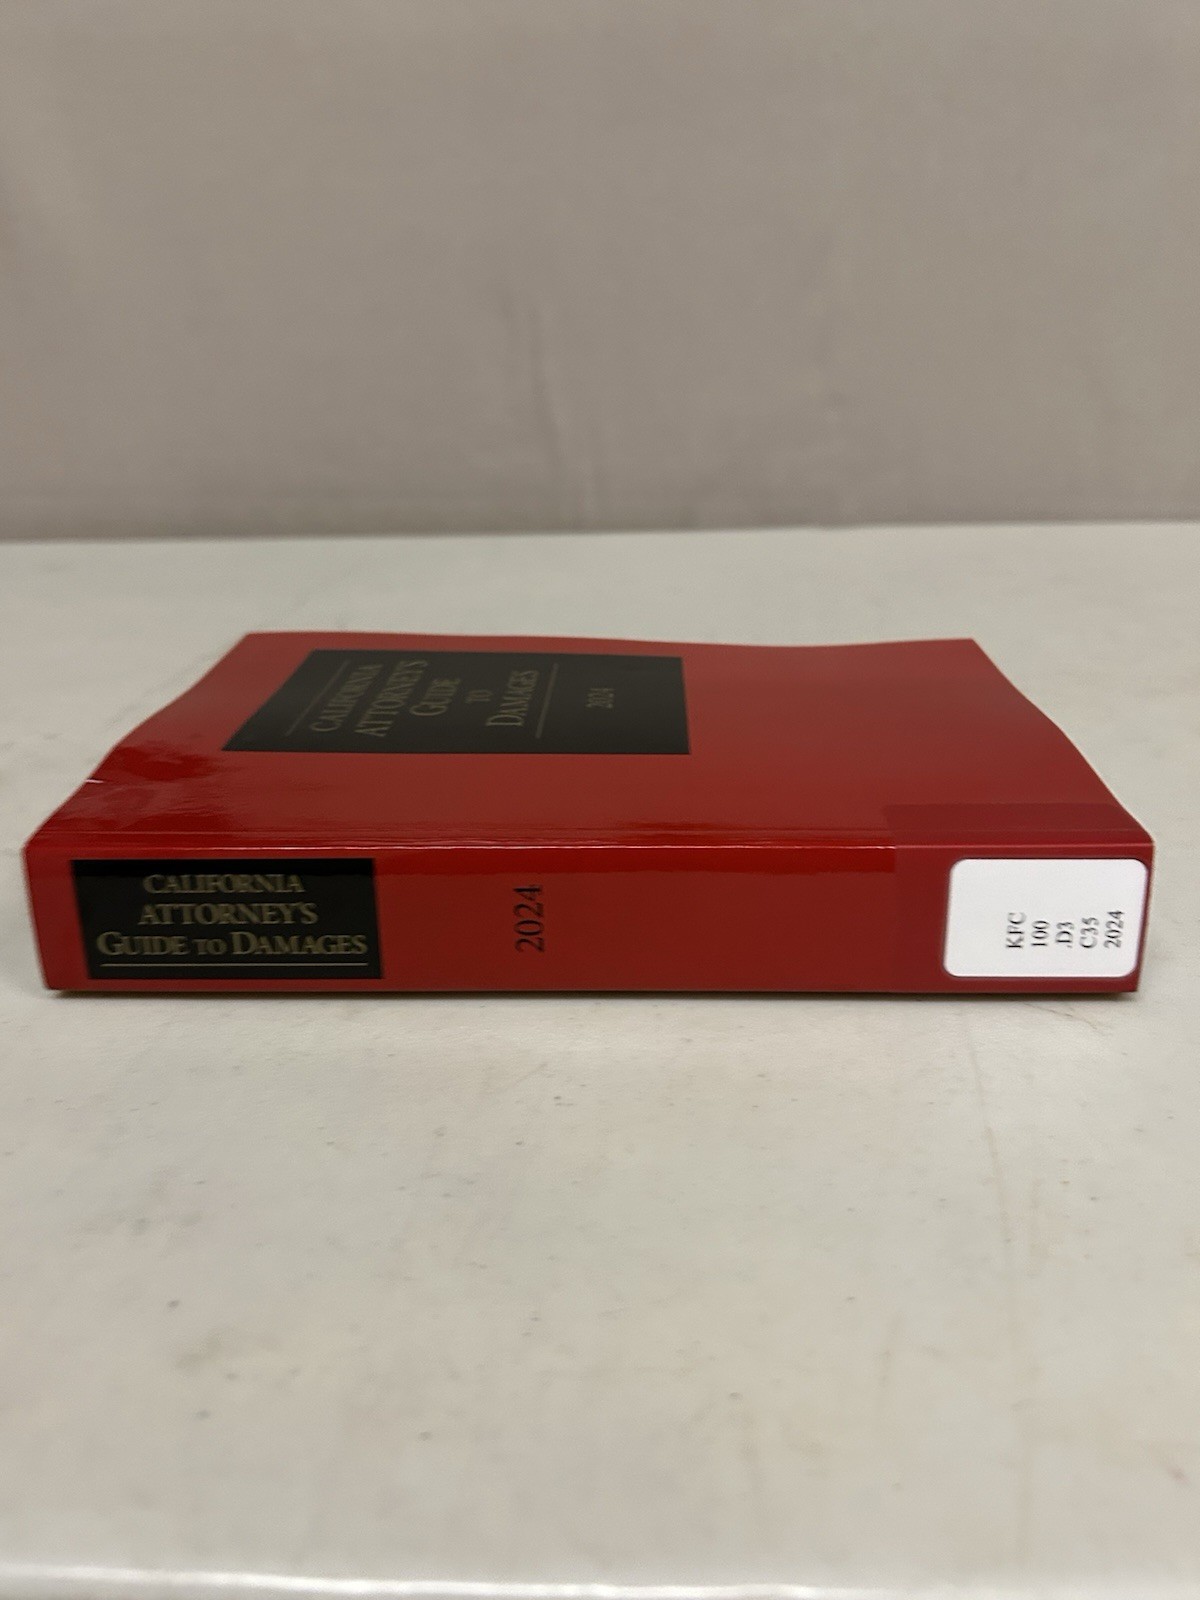 CALIFORNIA
ATTORNEY'S
GUIDE
TO
DAMAGES
2024
CALIFORNIA
ATTORNEY'S
GUIDE TO DAMAGES
2024
KFC
100
.D3
C35
2024